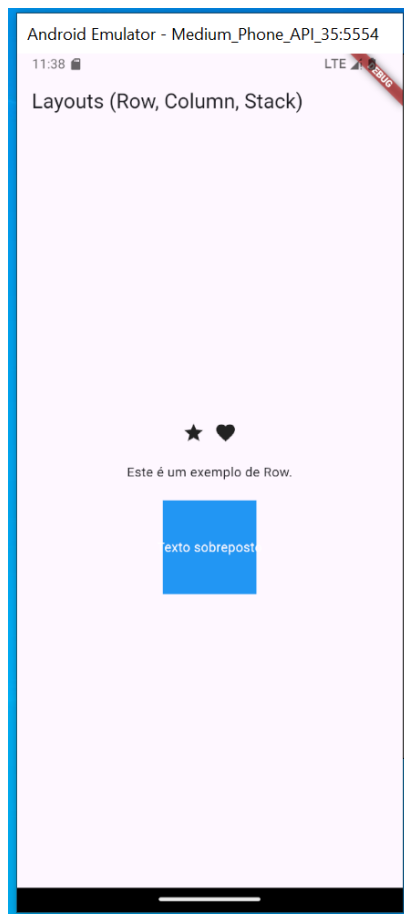 Android Emulator - Medium_Phone_API_35:5554
11:38 LTE
DEBUG
Layouts (Row, Column, Stack)
Este é um exemplo de Row.
Texto sobreposto